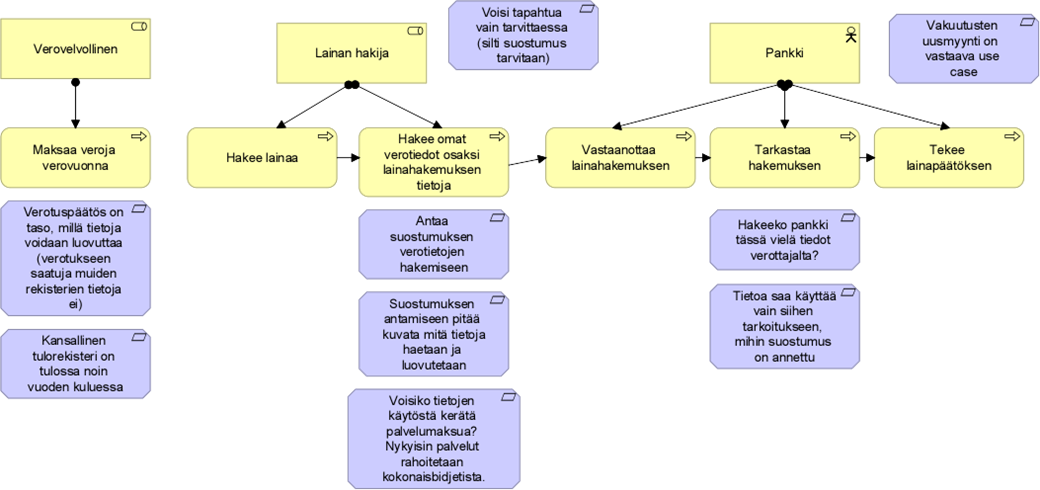 Verovelvollinen
Lainan hakija
Voisi tapahtua
vain tarvittaessa
(silti suostumus
tarvitaan)
Pankki
Vakuutusten
uusmyynti on
vastaava use
case
Maksaa veroja
verovuonna
Hakee lainaa
Hakee omat
verotiedot osaksi
lainahakemuksen
tietoja
Vastaanottaa
lainahakemuksen
Tarkastaa
hakemuksen
Tekee
lainapäätöksen
Verotuspäätös on
taso, millä tietoja
voidaan luovuttaa
(verotukseen
saatuja muiden
rekisterien tietoja
ei)
Kansallinen
tulorekisteri on
tulossa noin
vuoden kuluessa
Antaa
suostumuksen
verotietojen
hakemiseen
Suostumuksen
antamiseen pitää
kuvata mitä tietoja
haetaan ja
luovutetaan
Voisiko tietojen
käytöstä kerätä
palvelumaksua?
Nykyisin palvelut
rahoitetaan
kokonaisbidjetista.
Hakeeko pankki
tässä vielä tiedot
verottajalta?
Tietoa saa käyttää
vain siihen
tarkoitukseen,
mihin suostumus
on annettu